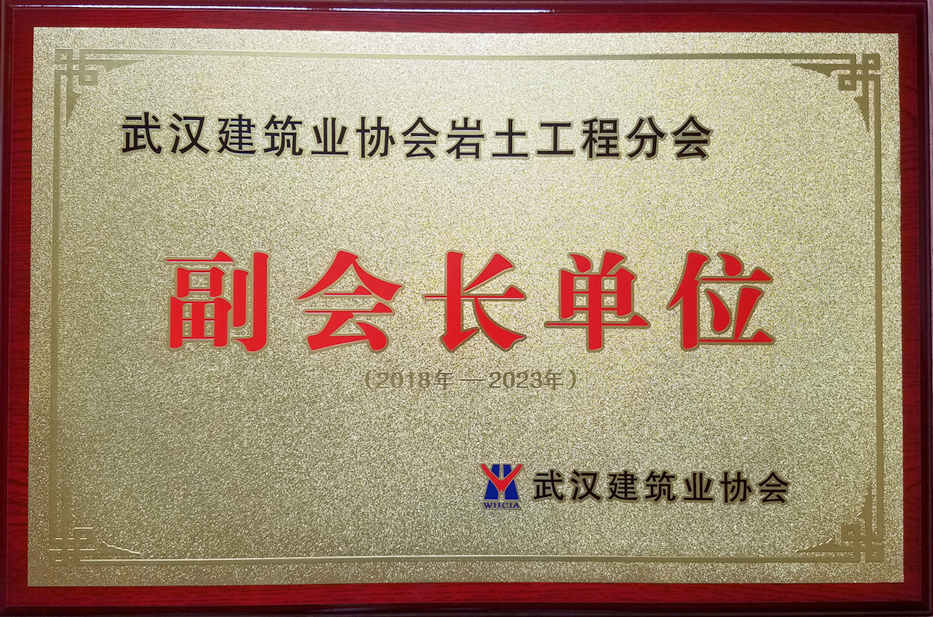 武汉建筑业协会岩土工程分会
副会长单位
（2018年—2023年）
武汉建筑业协会
WHCIA